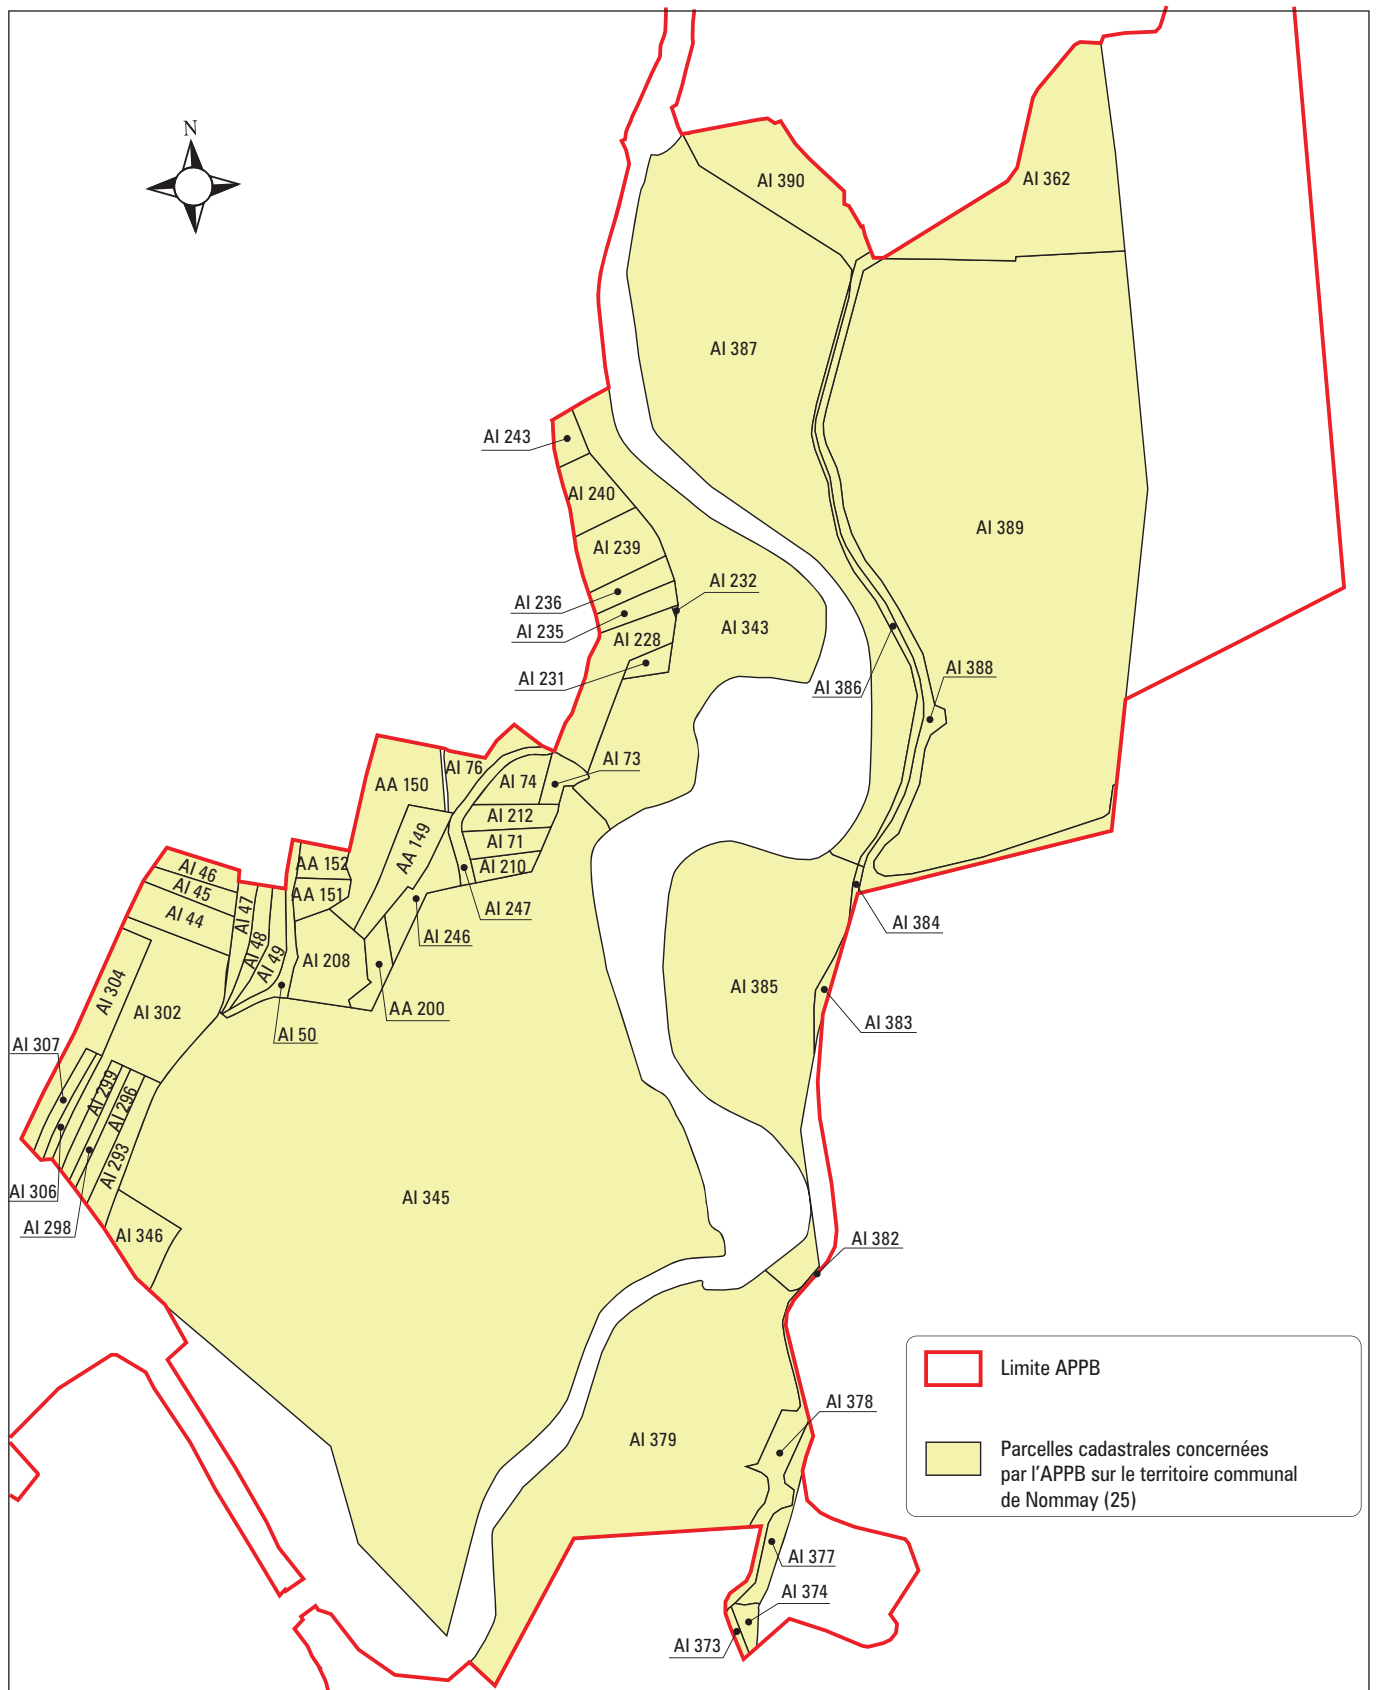 N
AI 390
AI 362
AI 387
AI 243
AI 240
AI 389
AI 239
AI 232
AI 236
AI 235
AI 228
AI 343
AI 231
AI 386
AI 388
AI 76
AI 74
AI 73
AA 150
AI 212
AA 149
AI 71
AI 210
AA 152
AA 151
AI 46
AI 45
AI 44
AI 47
AI 48
AI 49
AI 247
AI 246
AI 384
AI 208
AA 200
AI 385
AI 383
AI 304
AI 302
AI 50
AI 307
AI 299
AI 296
AI 293
AI 306
AI 298
AI 345
AI 346
AI 382
AI 378
AI 379
AI 377
AI 374
AI 373
Limite APPB
Parcelles cadastrales concernées
par l'APPB sur le territoire communal
de Nommay (25)